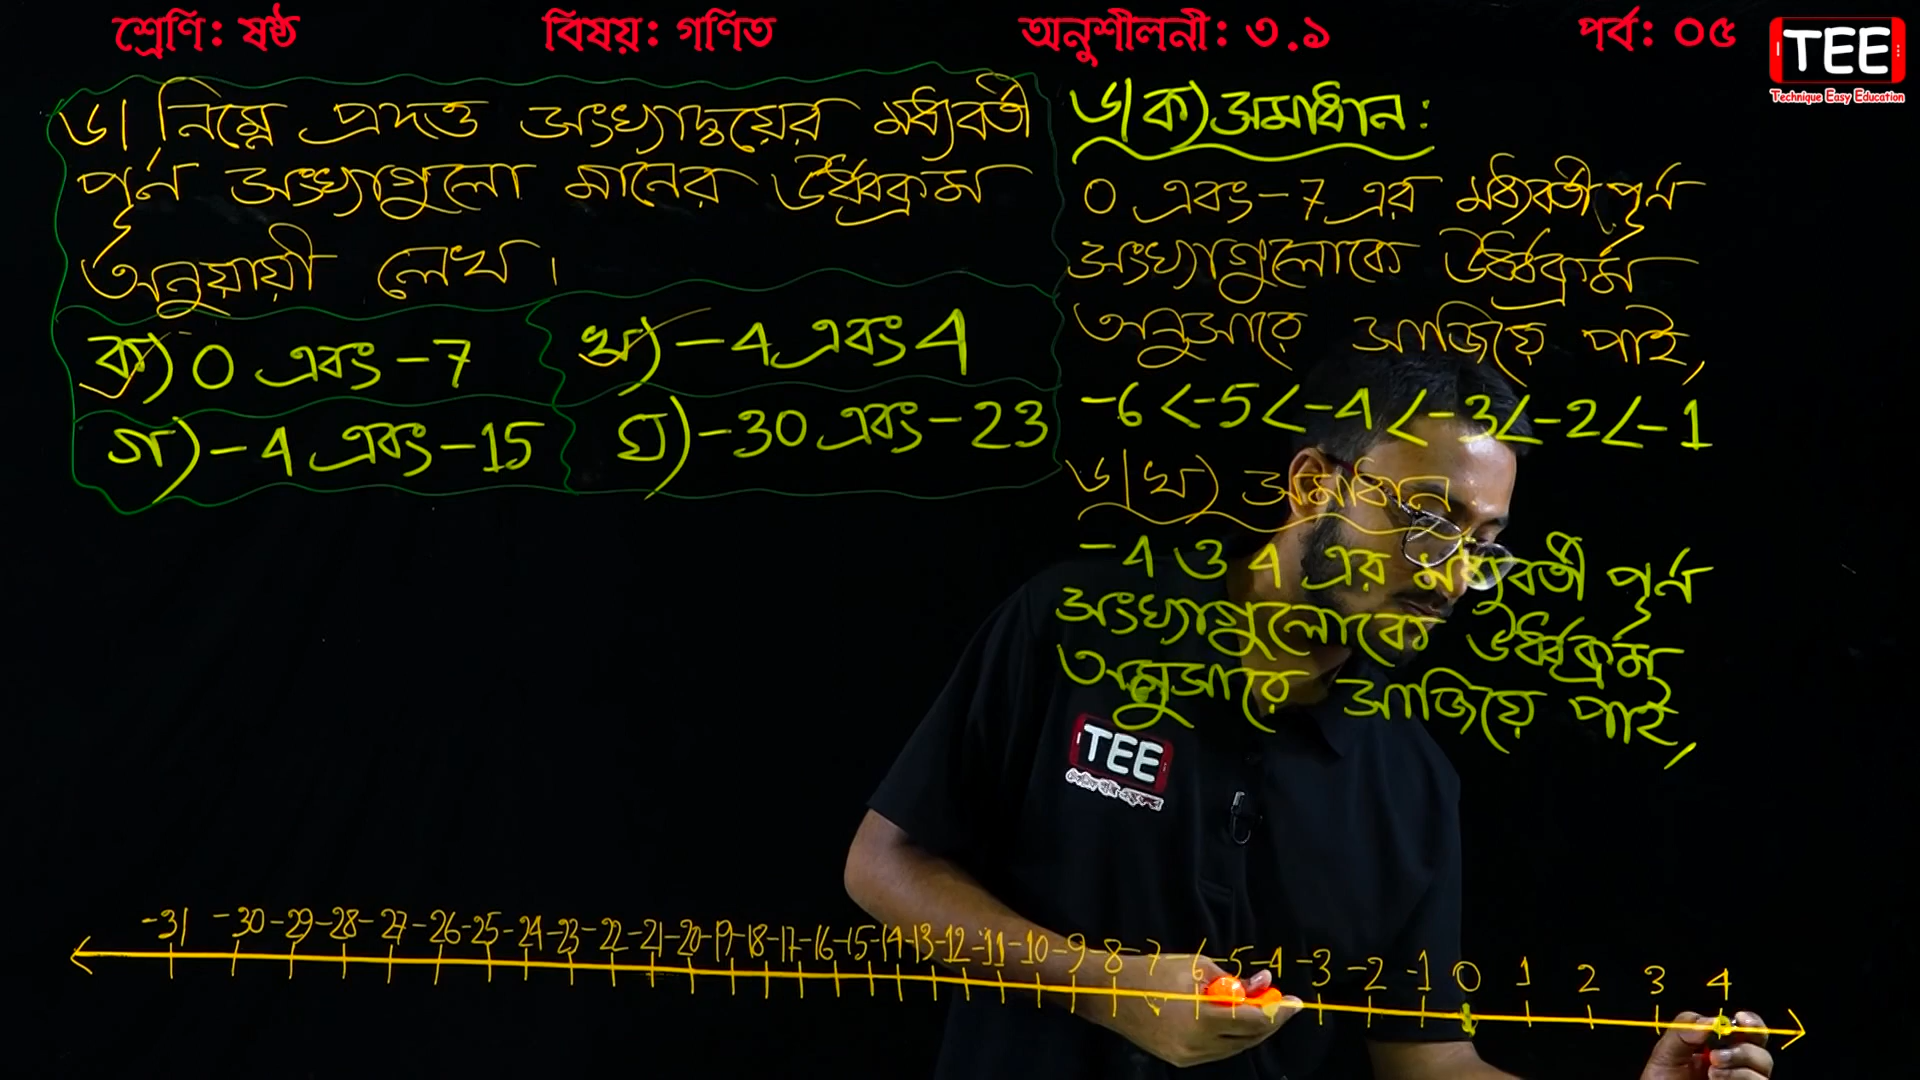 শ্রেণি: ষষ্ঠ বিষয়: গণিত অনুশীলনী: ৩.১ পর্ব: ০৫
TEE
Technique Easy Education
৬। নিম্নে প্রদত্ত সংখ্যাদ্বয়ের মধ্যবর্তী
পূর্ণ সংখ্যাগুলো মানের উর্ধ্বক্রম
অনুযায়ী লেখ।
ক) 0 এবং -7 খ) -4 এবং 4
গ) -4 এবং -15 ঘ) -30 এবং -23
৬।ক) সমাধান:
0 এবং -7 এর মধ্যবর্তী পূর্ণ
সংখ্যাগুলোকে উর্ধ্বক্রম
অনুসারে সাজিয়ে পাই,
-6<-5<-4<-3<-2<-1
৬।খ) সমাধান
-4 ও 4 এর মধ্যবর্তী পূর্ণ
সংখ্যাগুলোকে উর্ধ্বক্রম
অনুসারে সাজিয়ে পাই,
TEE
-31 -30 -29 -28 -27 -26 -25 -24 -23 -22 -21 -20 -19 -18 -17 -16 -15 -14 -13 -12 -11 -10 -9 -8 -7 -6 -5 -4 -3 -2 -1 0 1 2 3 4